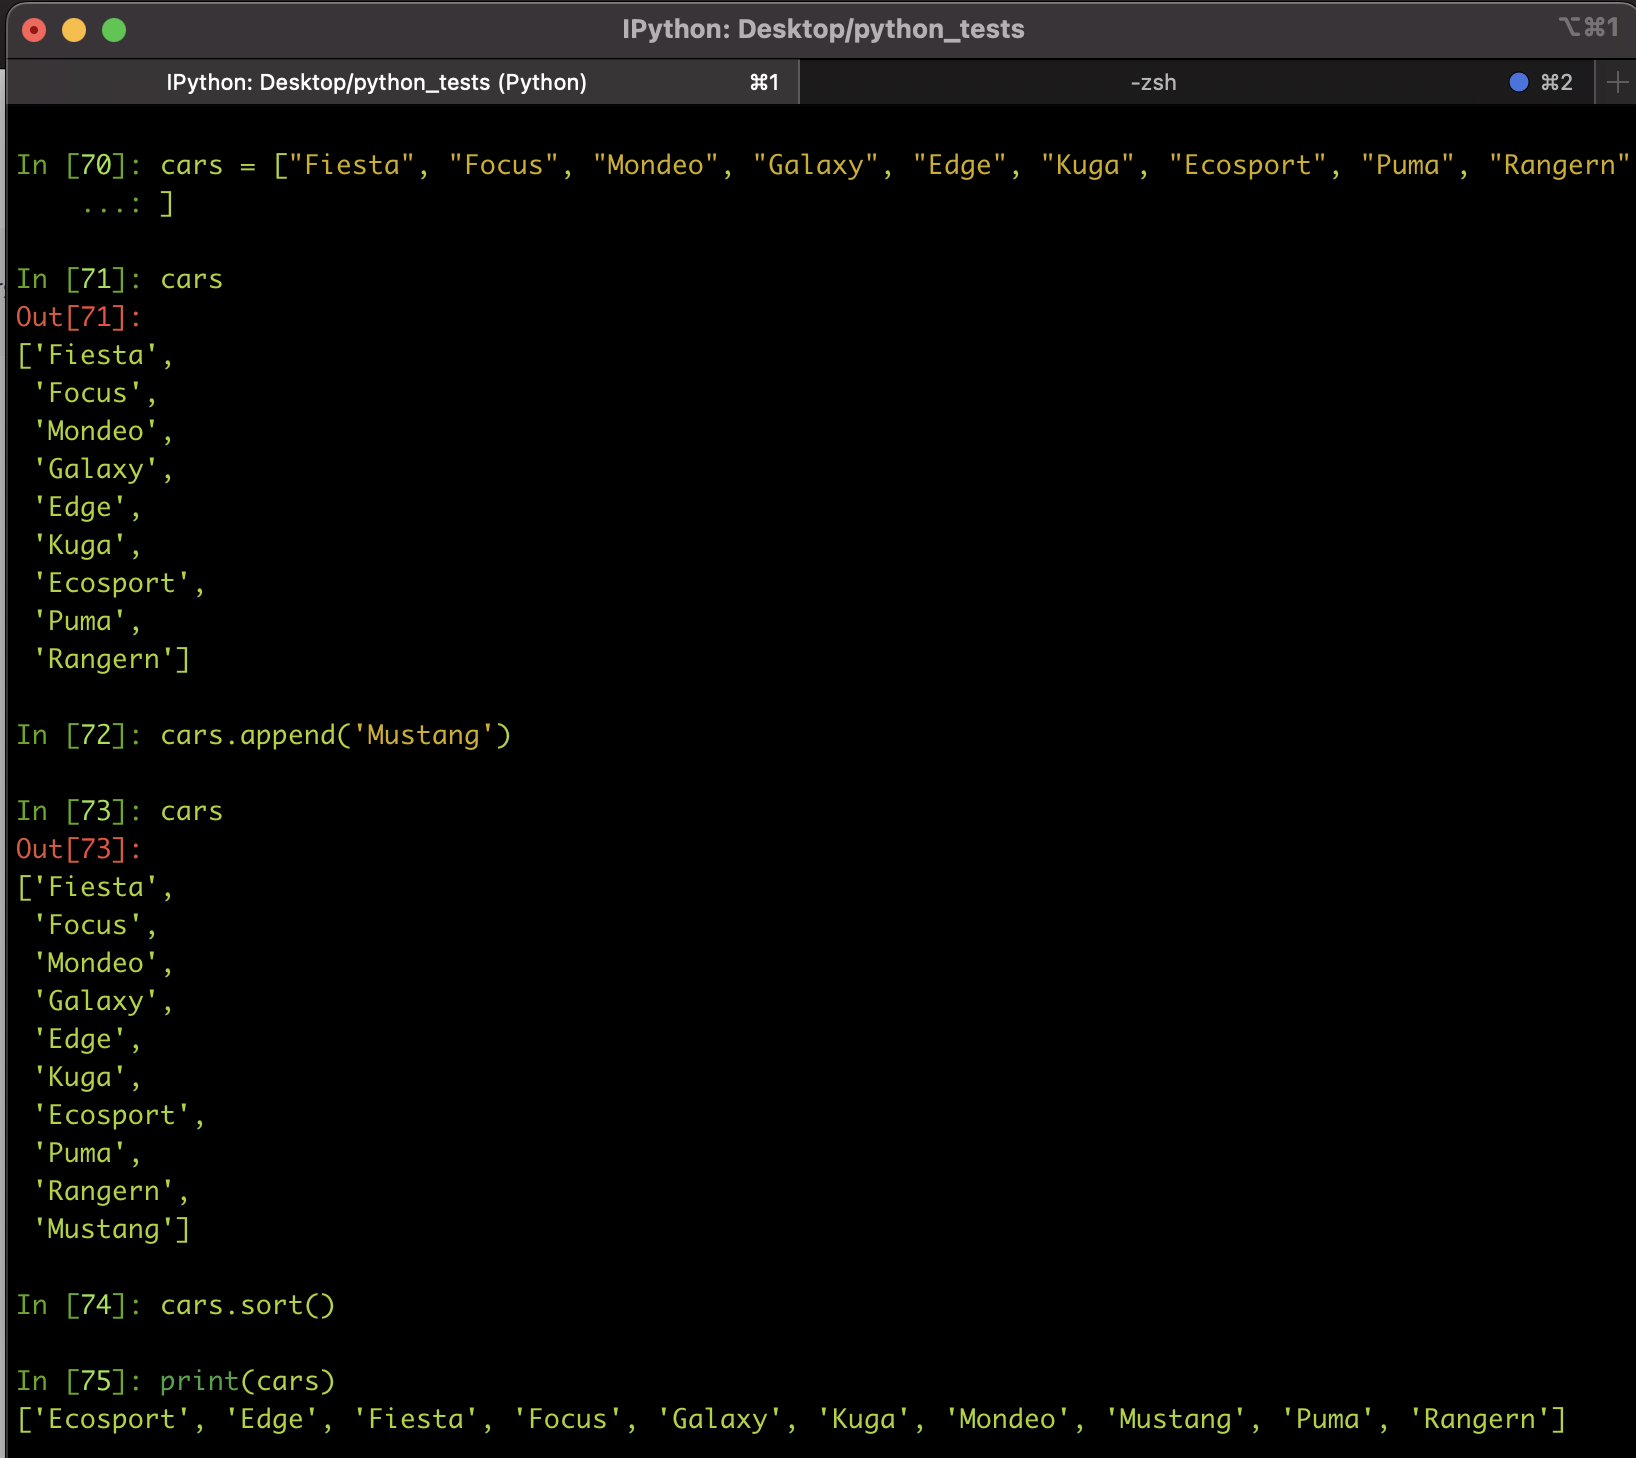 IPython: Desktop/python_tests
⌥⌘1
IPython: Desktop/python_tests (Python) ⌘1
-zsh ⌘2 +
In [70]: cars = ["Fiesta", "Focus", "Mondeo", "Galaxy", "Edge", "Kuga", "Ecosport", "Puma", "Rangern"
...: ]
In [71]: cars
Out[71]:
['Fiesta',
'Focus',
'Mondeo',
'Galaxy',
'Edge',
'Kuga',
'Ecosport',
'Puma',
'Rangern']
In [72]: cars.append('Mustang')
In [73]: cars
Out[73]:
['Fiesta',
'Focus',
'Mondeo',
'Galaxy',
'Edge',
'Kuga',
'Ecosport',
'Puma',
'Rangern',
'Mustang']
In [74]: cars.sort()
In [75]: print(cars)
['Ecosport', 'Edge', 'Fiesta', 'Focus', 'Galaxy', 'Kuga', 'Mondeo', 'Mustang', 'Puma', 'Rangern']